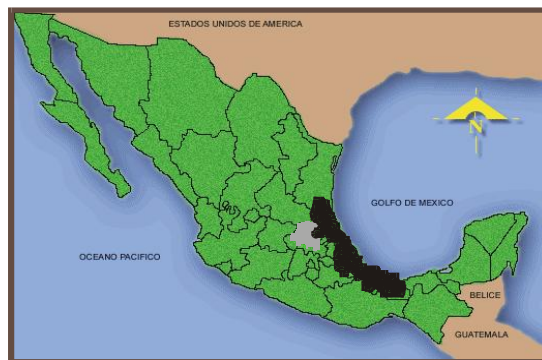 ESTADOS UNIDOS DE AMERICA
N
GOLFO DE MEXICO
OCEANO PACIFICO
BELICE
GUATEMALA